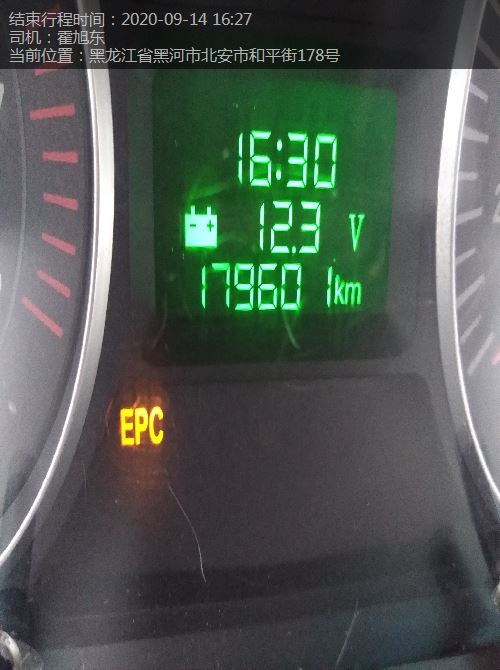 结束行程时间：2020-09-14 16:27
司机：霍旭东
当前位置：黑龙江省黑河市北安市和平街178号
16:30
12.3 V
179601km
EPC